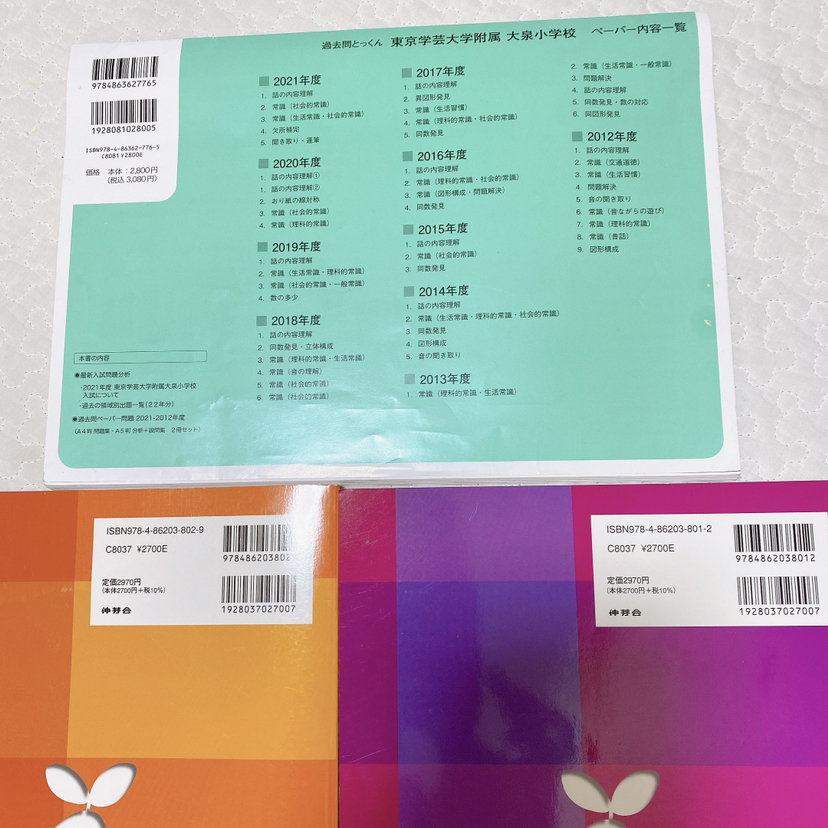 過去問とっくん 東京学芸大学附属 大泉小学校 ペーパー内容一覧
9784863627765
1928081028005
ISBN978-4-86362-776-5
C8081 ¥2800E
価格 本体：2,800円
（税込 3,080円）
2021年度
1. 話の内容理解
2. 常識（社会的常識）
3. 常識（生活常識・社会的常識）
4. 欠所補完
5. 聞き取り・運筆
2020年度
1. 話の内容理解①
1. 話の内容理解②
2. おり紙の線対称
3. 常識（社会的常識）
4. 常識（理科的常識）
2019年度
1. 話の内容理解
2. 常識（生活常識・理科的常識）
3. 常識（社会的常識・一般常識）
4. 数の多少
2018年度
1. 話の内容理解
2. 同数発見・立体構成
3. 常識（理科的常識・生活常識）
4. 常識（音の理解）
5. 常識（社会的常識）
6. 常識（社会的常識）
2017年度
1. 話の内容理解
2. 異図形発見
3. 常識（生活習慣）
4. 常識（理科的常識・社会的常識）
5. 同数発見
2016年度
1. 話の内容理解
2. 常識（理科的常識・社会的常識）
3. 常識（図形構成・問題解決）
4. 同数発見
2015年度
1. 話の内容理解
2. 常識（社会的常識）
3. 同数発見
2014年度
1. 話の内容理解
2. 常識（生活常識・理科的常識・社会的常識）
3. 同数発見
4. 図形構成
5. 音の聞き取り
2013年度
1. 常識（理科的常識・生活常識）
2. 常識（生活常識・一般常識）
3. 問題解決
4. 話の内容理解
5. 同数発見・数の対応
6. 同図形発見
2012年度
1. 話の内容理解
2. 常識（交通道徳）
3. 常識（生活習慣）
4. 問題解決
5. 音の聞き取り
6. 常識（昔ながらの遊び）
7. 常識（理科的常識）
8. 常識（昔話）
9. 図形構成
本書の内容
◉最新入試問題分析
・2021年度 東京学芸大学附属大泉小学校
入試について
・過去の領域別出題一覧（22年分）
◉過去問ペーパー問題 2021-2012年度
（A4判 問題集・A5判 分析＋設問集 2冊セット）
ISBN978-4-86203-802-9
C8037 ¥2700E
978486203802
定価2970円
（本体2700円＋税10%）
1928037027007
伸芽会
ISBN978-4-86203-801-2
C8037 ¥2700E
9784862038012
定価2970円
（本体2700円＋税10%）
1928037027007
伸芽会